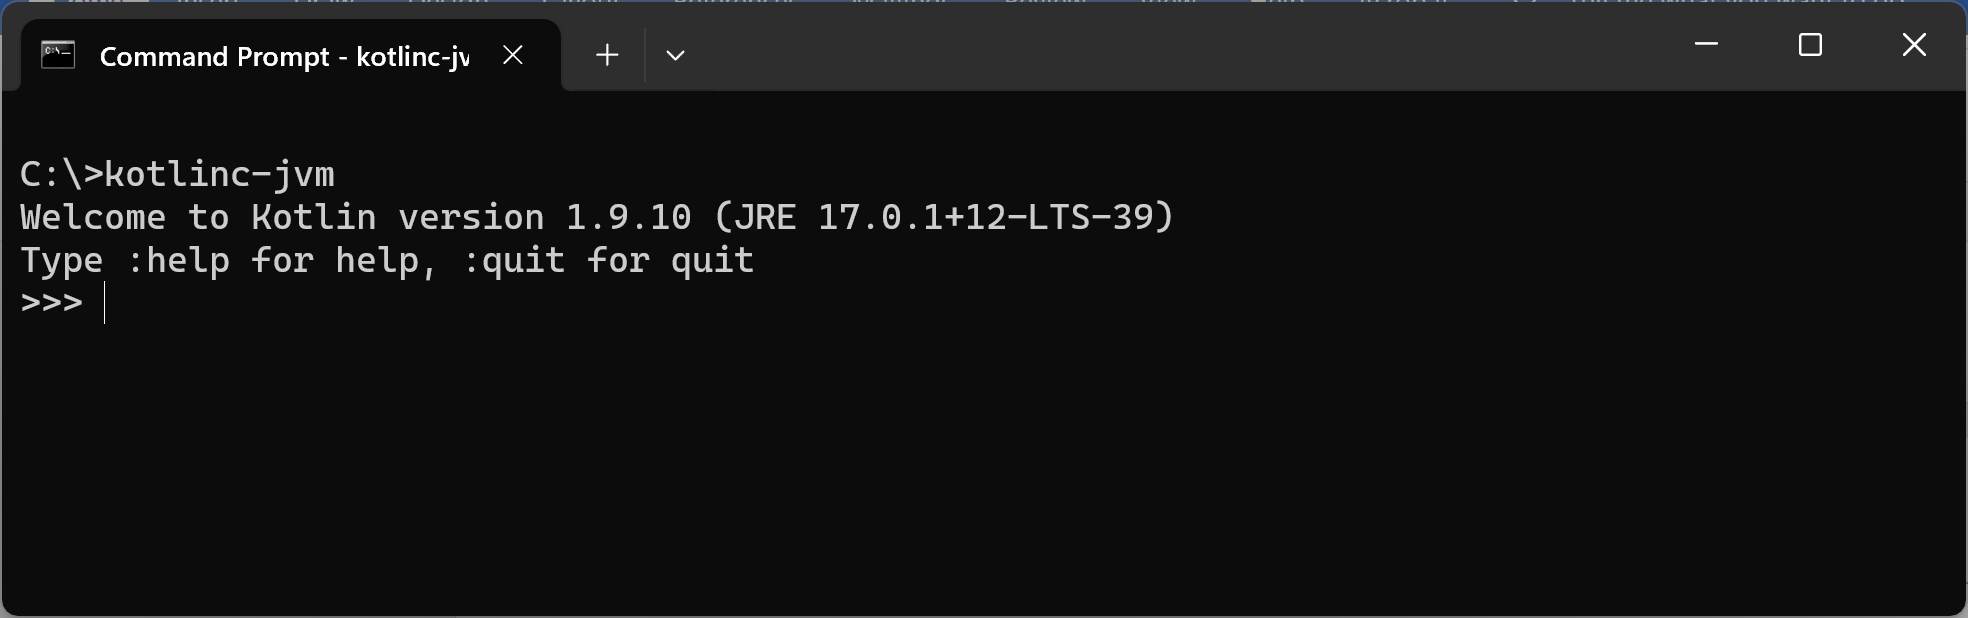 Command Prompt - kotlinc-jv
C:\>kotlinc-jvm
Welcome to Kotlin version 1.9.10 (JRE 17.0.1+12-LTS-39)
Type :help for help, :quit for quit
>>>